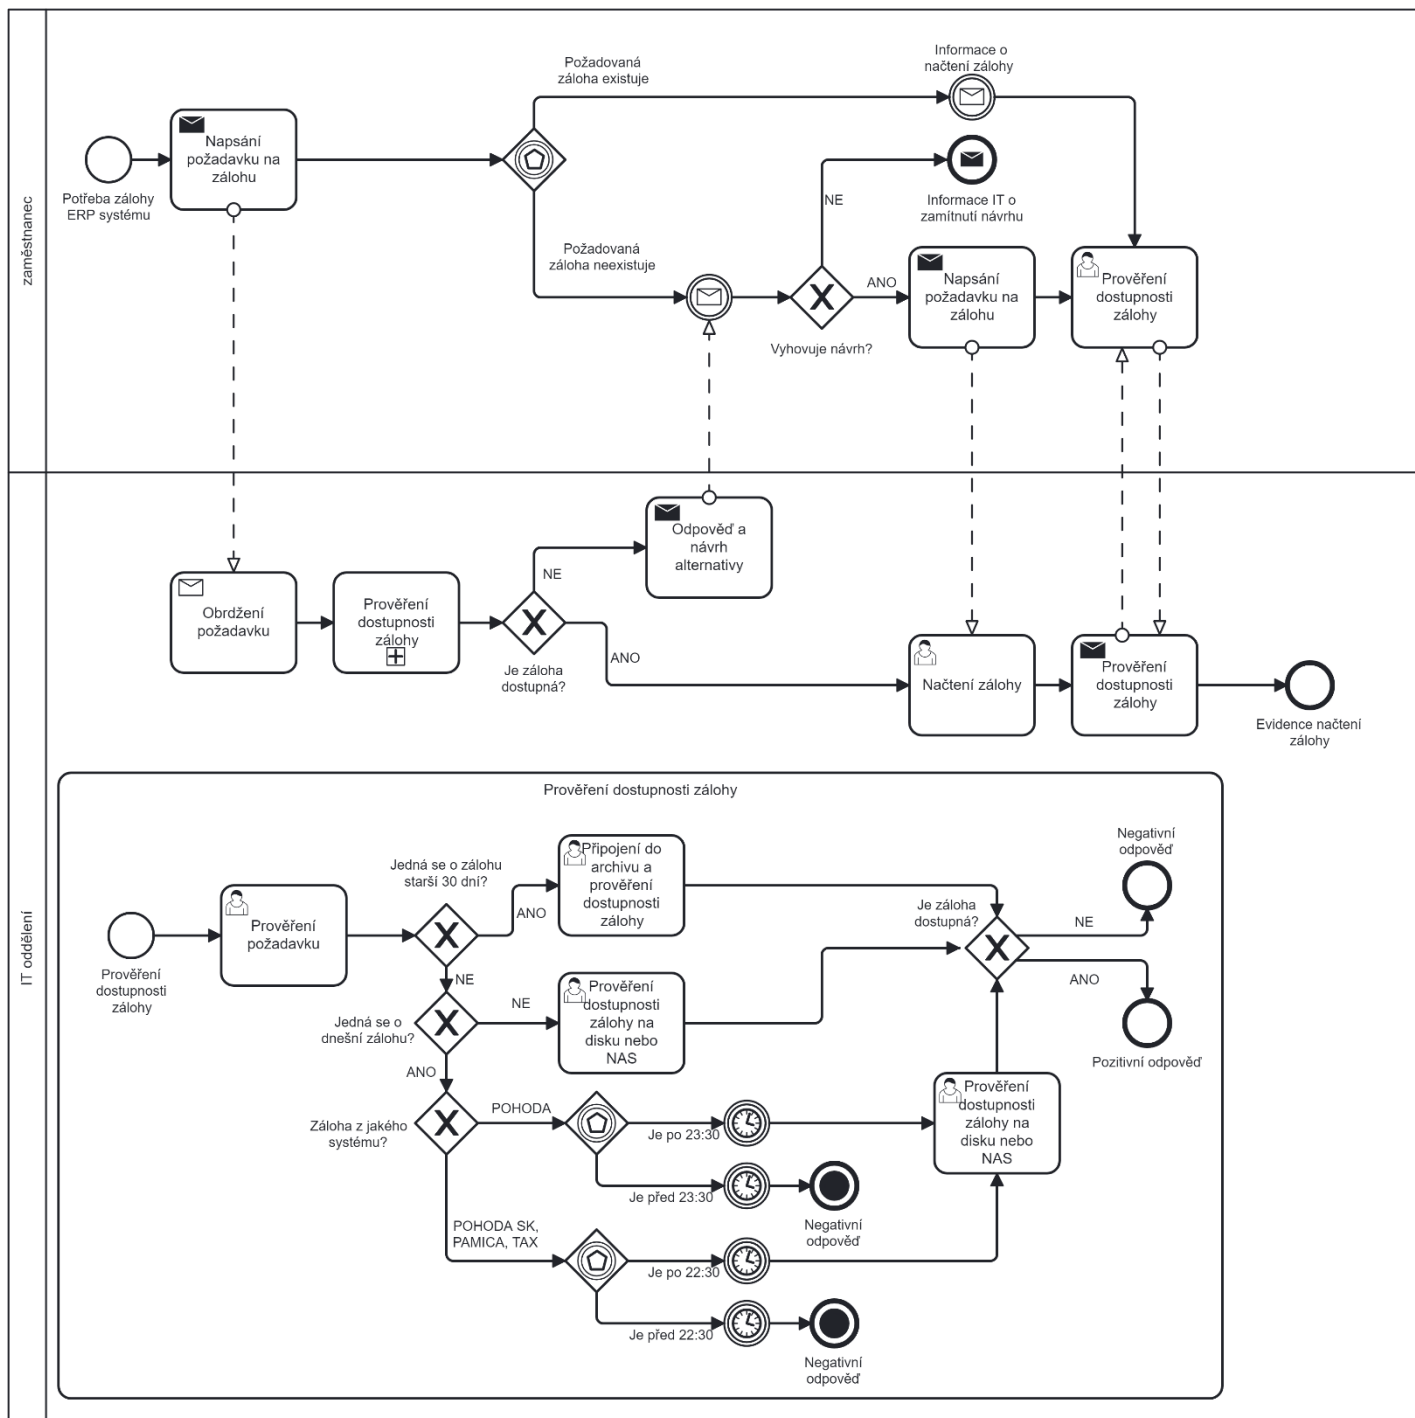 zaměstnanec
Potřeba zálohy
ERP systému
Napsání
požadavku na
zálohu
Požadovaná
záloha existuje
Požadovaná
záloha neexistuje
Informace o
načtení zálohy
NE
Informace IT o
zamítnutí návrhu
Vyhovuje návrh?
ANO
Napsání
požadavku na
zálohu
Prověření
dostupnosti
zálohy
IT oddělení
Obrdžení
požadavku
Prověření
dostupnosti
zálohy
Je záloha
dostupná?
NE
Odpověď a
návrh
alternativy
ANO
Načtení zálohy
Prověření
dostupnosti
zálohy
Evidence načtení
zálohy
Prověření dostupnosti zálohy
Prověření
dostupnosti
zálohy
Prověření
požadavku
Jedná se o zálohu
starší 30 dní?
ANO
Připojení do
archivu a
prověření
dostupnosti
zálohy
NE
Jedná se o
dnešní zálohu?
NE
Prověření
dostupnosti
zálohy na
disku nebo
NAS
ANO
Záloha z jakého
systému?
POHODA
Je po 23:30
Je před 23:30
Negativní
odpověď
POHODA SK,
PAMICA, TAX
Je po 22:30
Je před 22:30
Negativní
odpověď
Prověření
dostupnosti
zálohy na
disku nebo
NAS
Je záloha
dostupná?
NE
Negativní
odpověď
ANO
Pozitivní odpověď